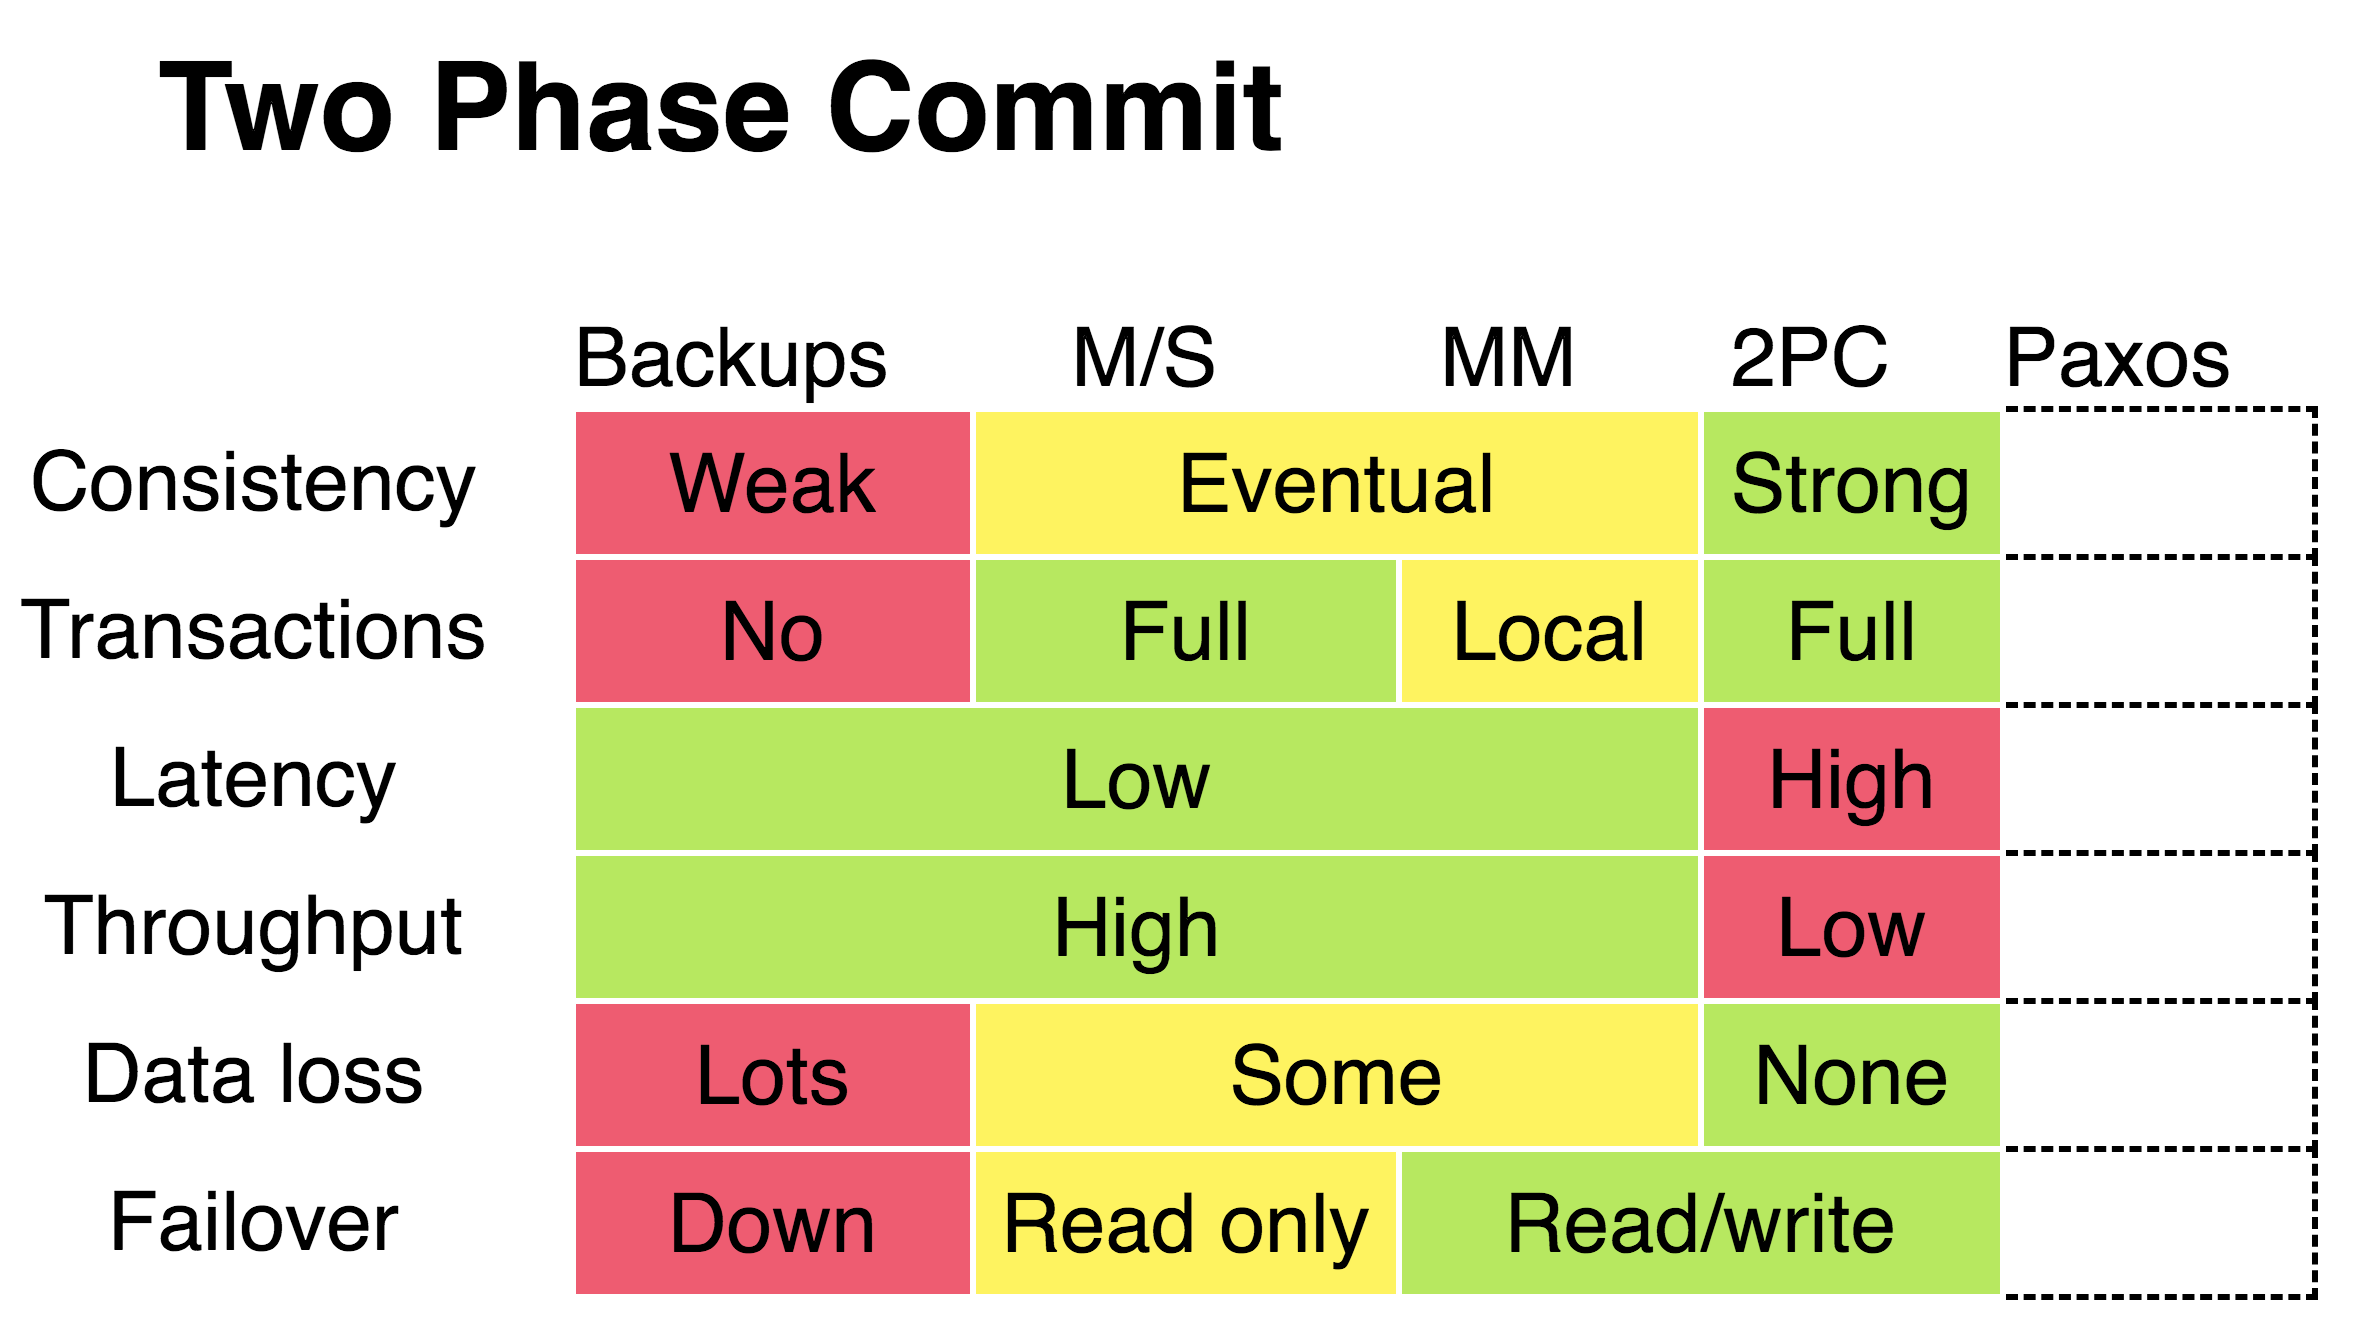 Two Phase Commit
Backups M/S MM 2PC Paxos
Consistency Weak Eventual Strong
Transactions No Full Local Full
Latency Low High
Throughput High Low
Data loss Lots Some None
Failover Down Read only Read/write